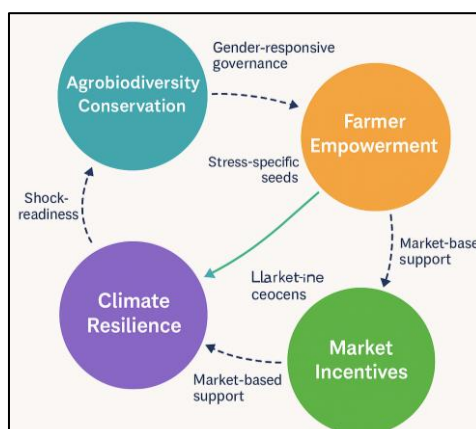 Gender-responsive
governance
Agrobiodiversity
Conservation
Farmer
Empowerment
Stress-specific
seeds
Shock-
readiness
Market-based
support
Llarket-ine
ceocens
Climate
Resilience
Market
Incentives
Market-based
support